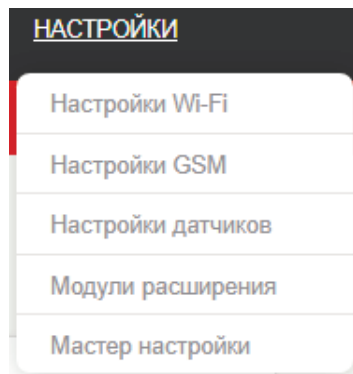 НАСТРОЙКИ
Настройки Wi-Fi
Настройки GSM
Настройки датчиков
Модули расширения
Мастер настройки